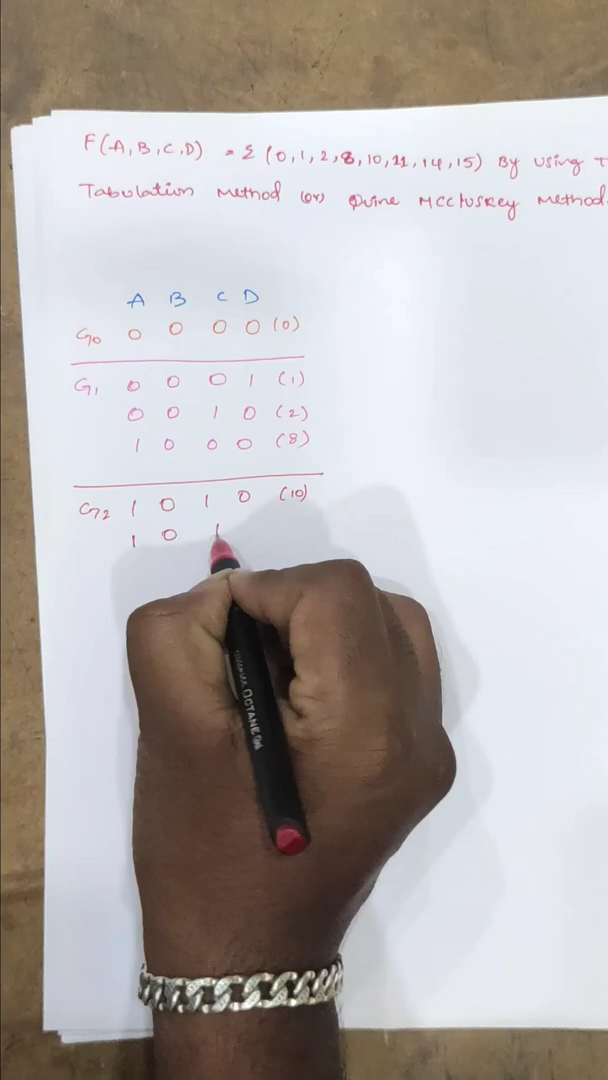 F(A,B,C,D) = Σ (0,1,2,8,10,11,14,15) By using
Tabulation Method (or) Quine MCCluskey Method.
A B C D
G0 0 0 0 0 (0)
G1 0 0 0 1 (1)
0 0 1 0 (2)
1 0 0 0 (8)
G2 1 0 1 0 (10)
1 0 1
OCTANE